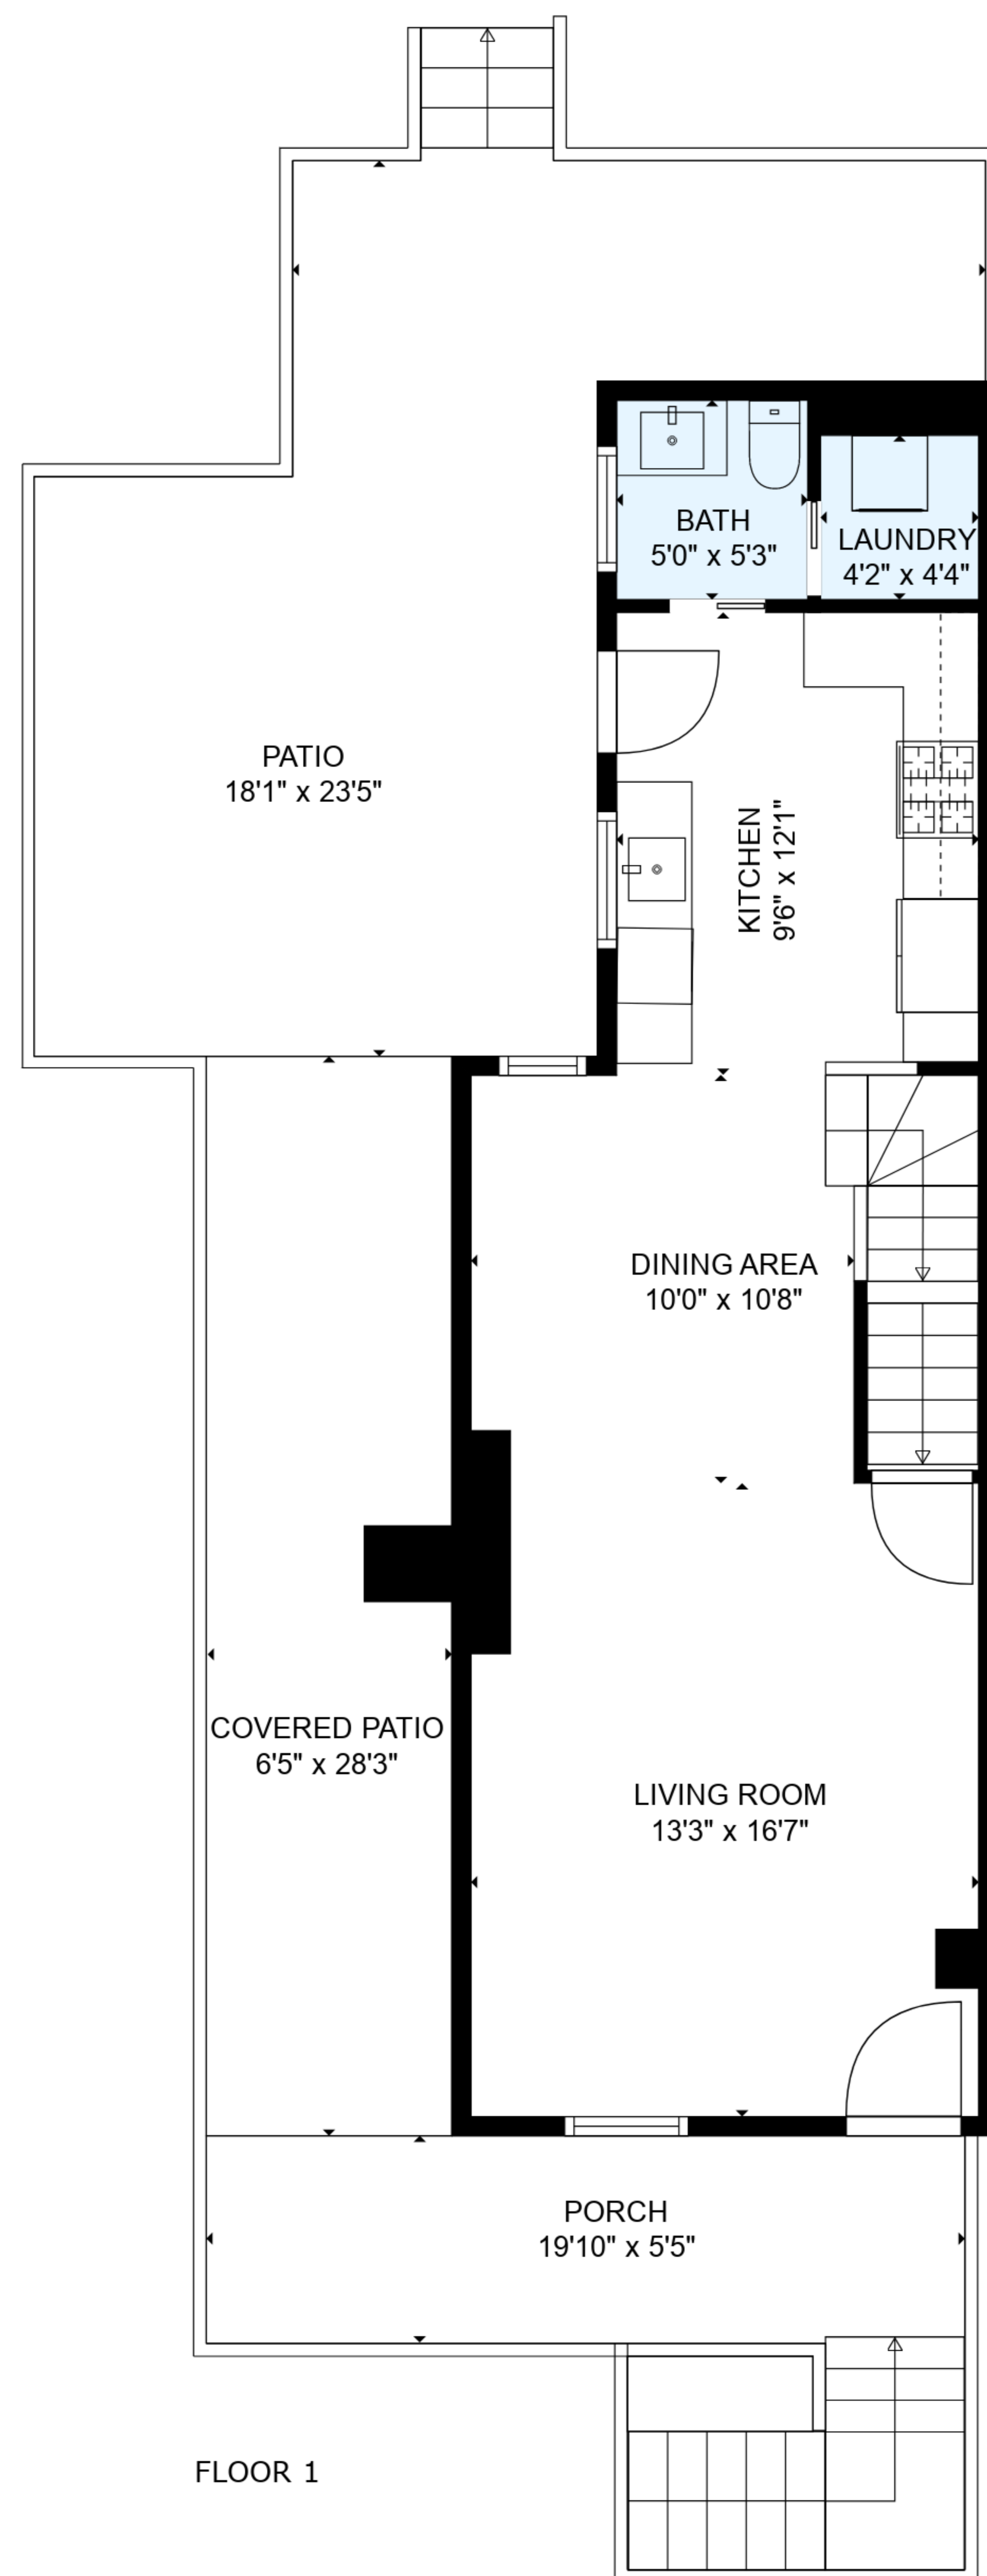 BATH
5'0" x 5'3"
LAUNDRY
4'2" x 4'4"
PATIO
18'1" x 23'5"
KITCHEN
9'6" x 12'1"
DINING AREA
10'0" x 10'8"
COVERED PATIO
6'5" x 28'3"
LIVING ROOM
13'3" x 16'7"
PORCH
19'10" x 5'5"
FLOOR 1